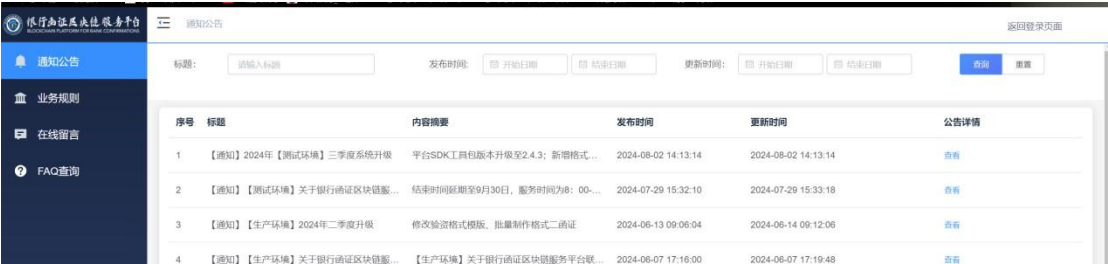 银行函证区块链服务平台
BLOCKCHAIN PLATFORM FOR BANK CONFIRMATIONS
通知公告
返回登录页面
通知公告
业务规则
在线留言
FAQ查询
标题： 请输入标题 发布时间： 开始日期 结束日期 更新时间： 开始日期 结束日期 查询 重置
序号 标题 内容摘要 发布时间 更新时间 公告详情
1 【通知】2024年【测试环境】三季度系统升级 平台SDK工具包版本升级至2.4.3；新增格式... 2024-08-02 14:13:14 2024-08-02 14:13:14 查看
2 【通知】【测试环境】关于银行函证区块链服... 结束时间延期至9月30日，服务时间为8：00-... 2024-07-29 15:32:10 2024-07-29 15:33:18 查看
3 【通知】【生产环境】2024年二季度升级 修改验资格式模版、批量制作格式二函证 2024-06-13 09:06:04 2024-06-14 09:12:06 查看
4 【通知】【生产环境】关于银行函证区块链服... 【生产环境】关于银行函证区块链服务平台联... 2024-06-07 17:16:00 2024-06-07 17:19:48 查看